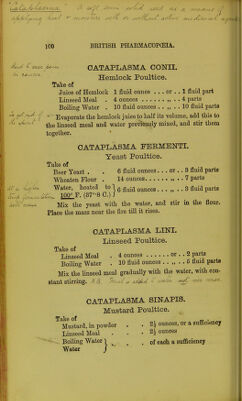 Cataplasma
100 BRITISH PHARMACOPŒIA.
CATAPLASMA CONII.
Hemlock Poultice.
Take of
Juice of Hemlock 1 fluid ounce . . . or . . 1 fluid part
Linseed Meal . 4 ounces . . . . . „ . . 4 parts
Boiling Water . 10 fluid ounces . . „ . . 10 fluid parts
Evaporate the hemlock juice to half its volume, add this to
the linseed meal and water previously mixed, and stir them
together.
CATAPLASMA FERMENTI.
Yeast Poultice.
Take of
Beer Yeast . . 6 fluid ounces . . . or . . 3 fluid parts
Wheaten Flour . 14 ounces . . . . . „ . . 7 parts
Water, heated to
100° F. (37°8 C.) } 6 fluid ounces . . . „ . . 3 fluid parts
Mix the yeast with the water, and stir in the flour.
Place the mass near the fire till it rises.
CATAPLASMA LINI.
Linseed Poultice.
Take of
Linseed Meal . 4 ounces . . . . . . or . . 2 parts
Boiling Water . 10 fluid ounces . . . „ . . 5 fluid parts
Mix the linseed gradually with the water, with con-
stant stirring.
CATAPLASMA SINAPIS.
Mustard Poultice.
Take of
Mustard, in powder . . . 2½ ounces, or a sufficiency
Linseed Meal . . . . 2½ ounces
Boiling Water
Water } . . . of each a sufficiency